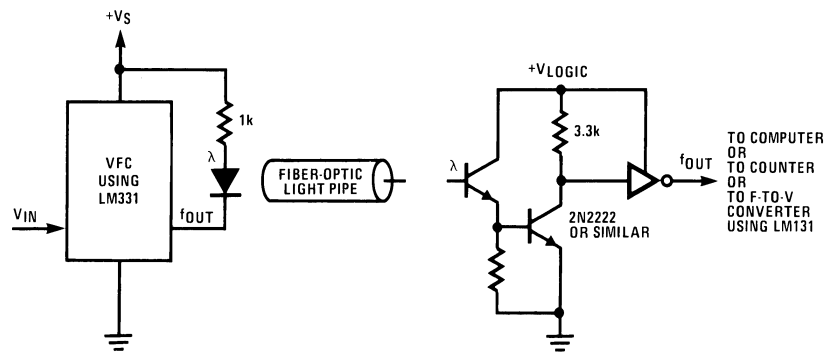 +VS
1k
λ
VFC
USING
LM331
VIN
fOUT
FIBER-OPTIC
LIGHT PIPE
+VLOGIC
3.3k
λ
2N2222
OR SIMILAR
fOUT
TO COMPUTER
OR
TO COUNTER
OR
TO F-TO-V
CONVERTER
USING LM131